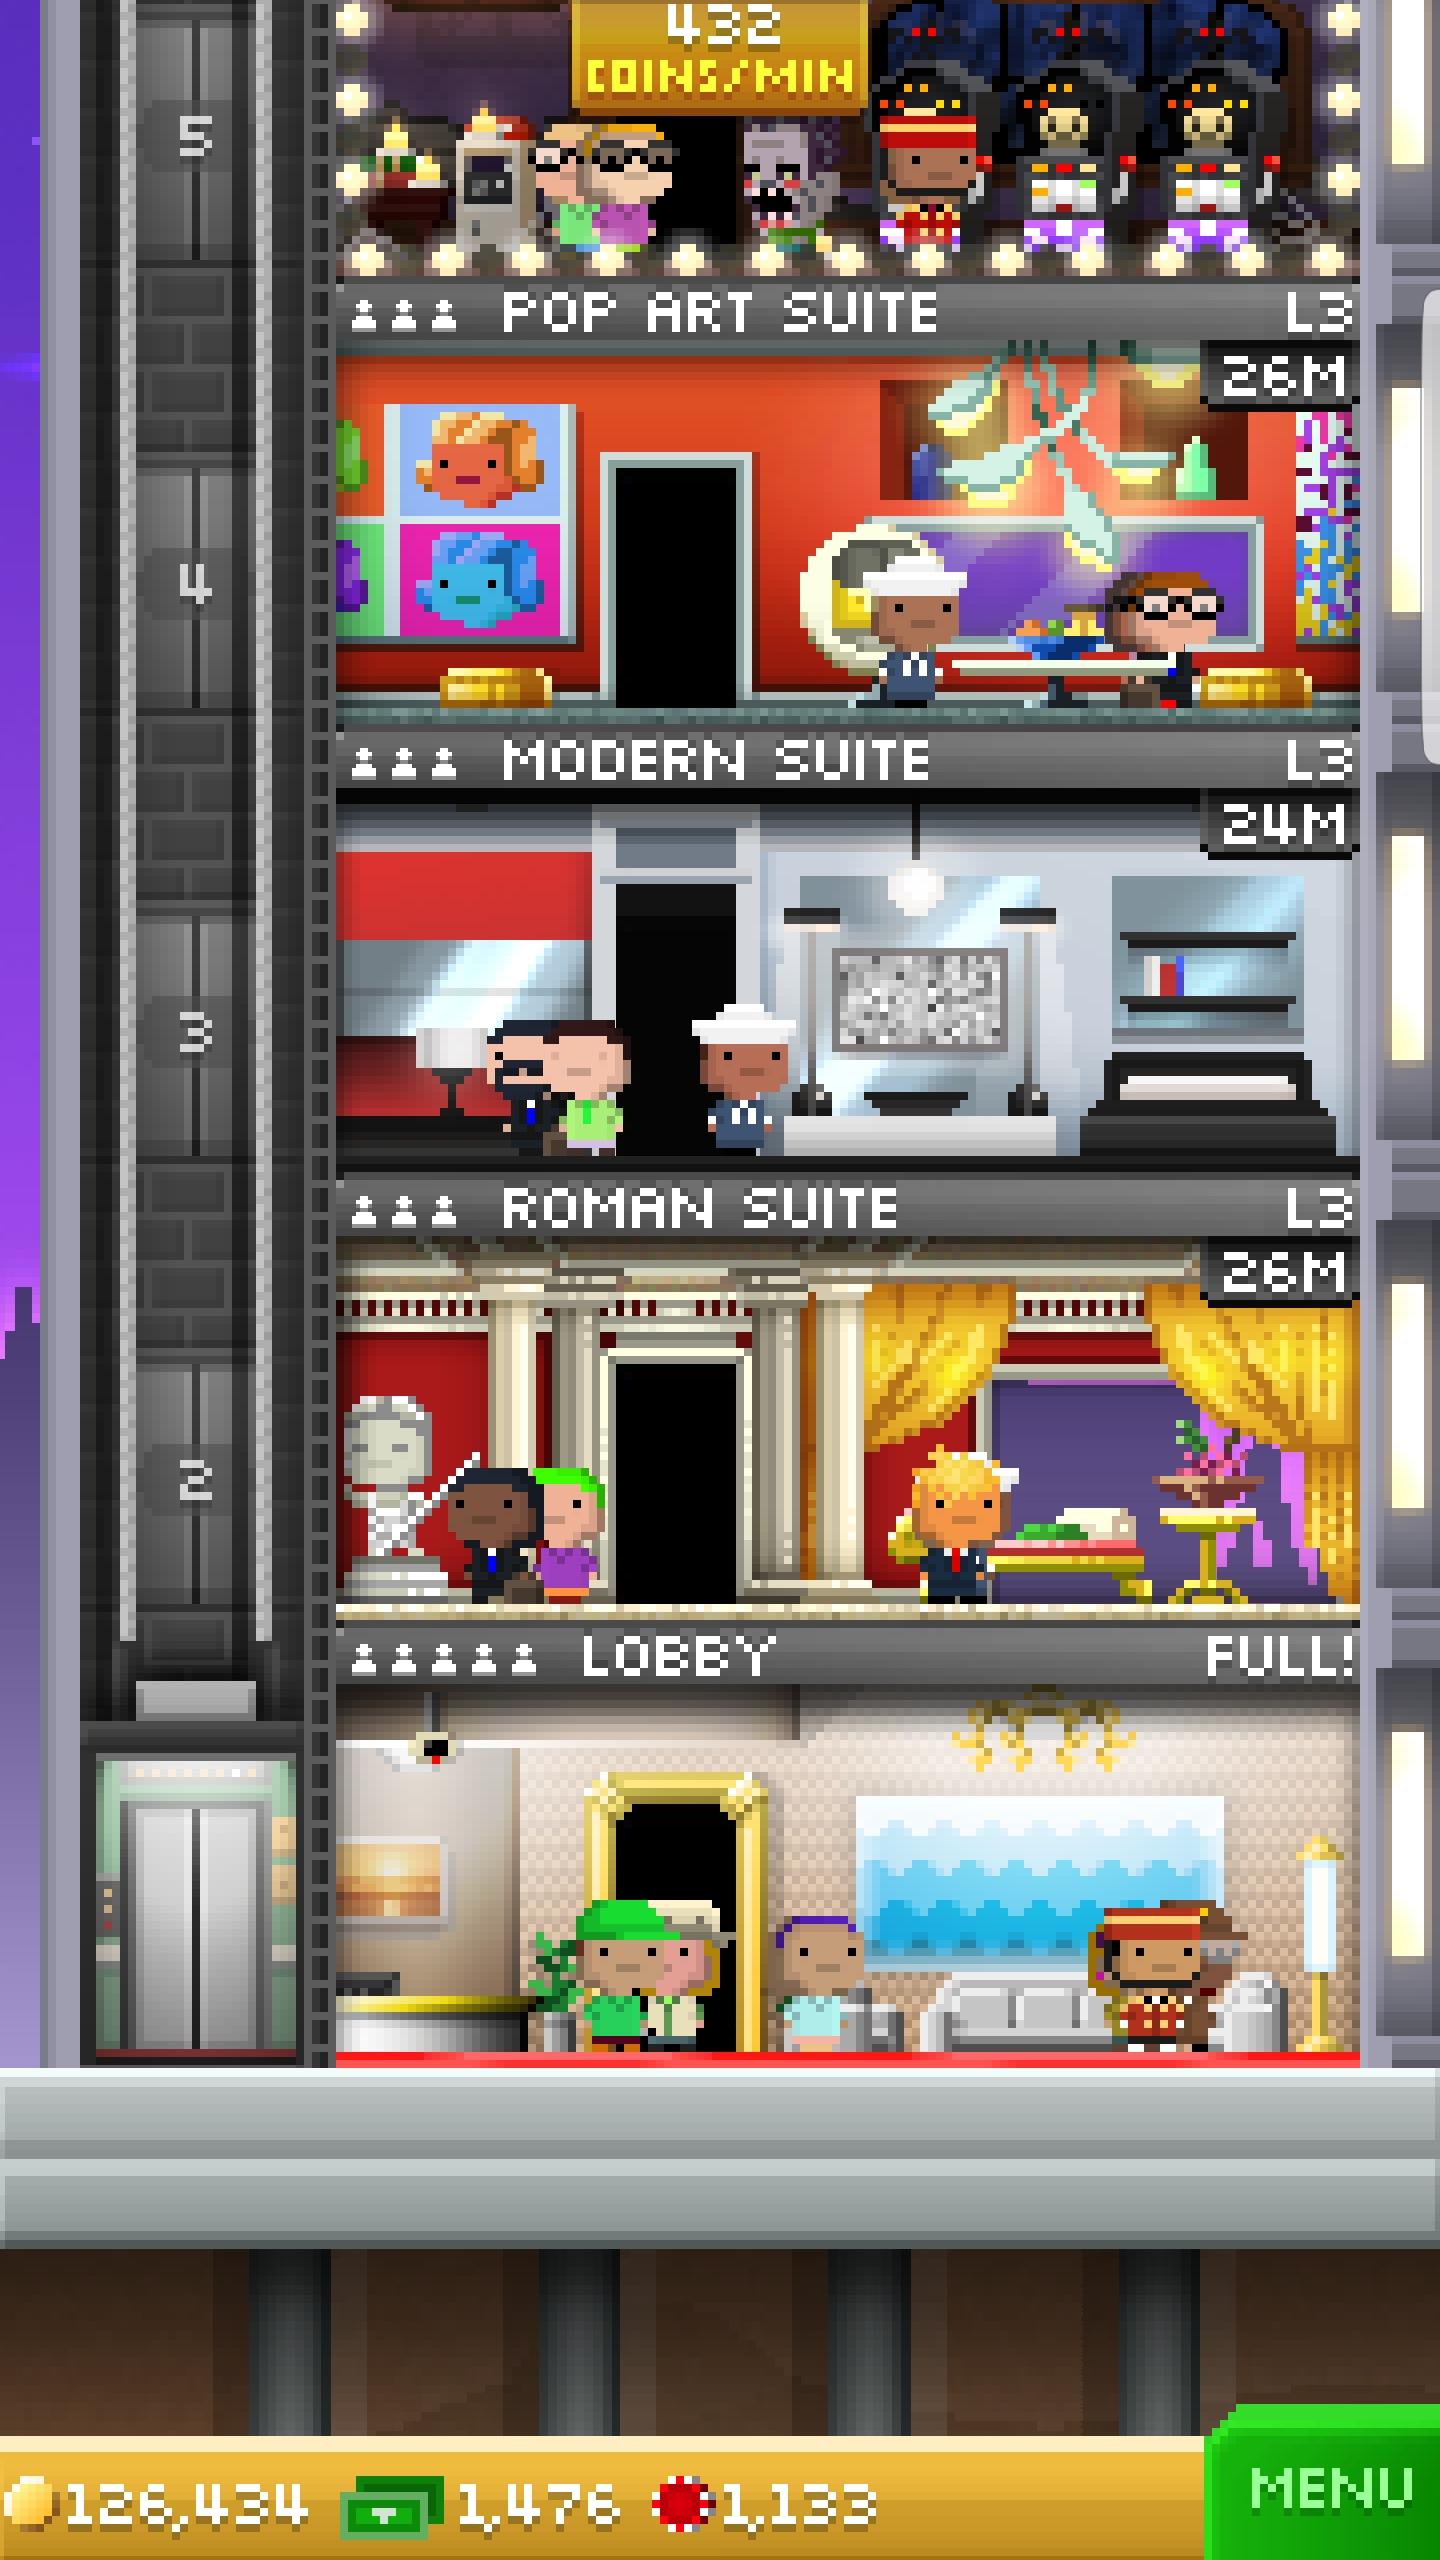 432
COINS/MIN
5
POP ART SUITE L3
26M
4
MODERN SUITE L3
24M
3
ROMAN SUITE L3
26M
2
LOBBY FULL!
126,434 1,476 1,133
MENU